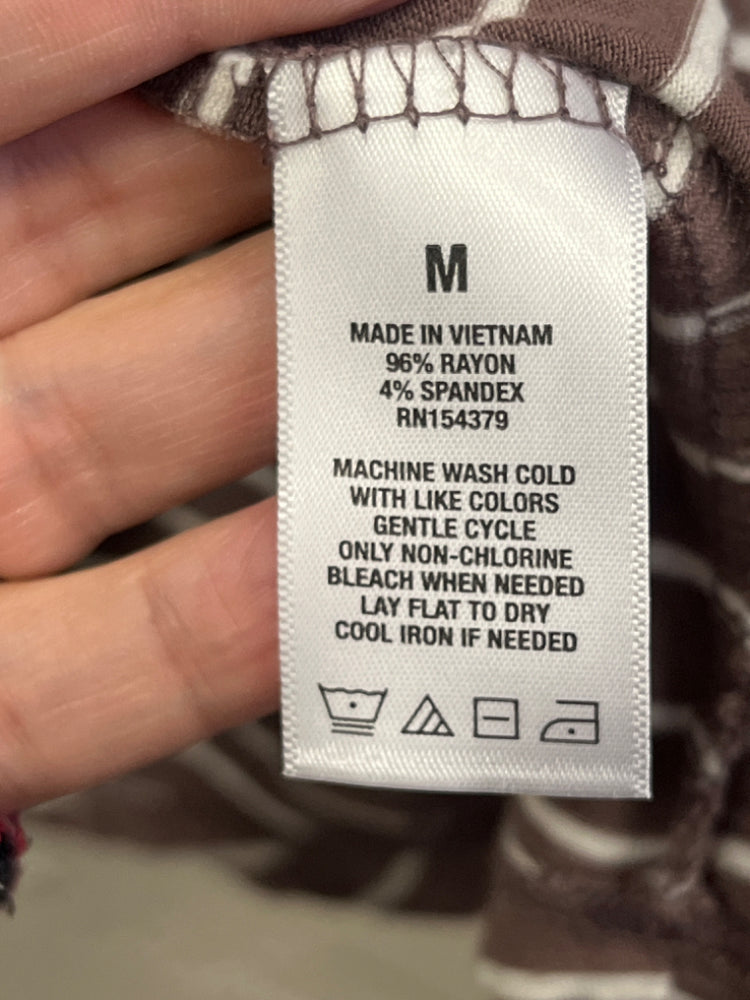 M
MADE IN VIETNAM
96% RAYON
4% SPANDEX
RN154379
MACHINE WASH COLD
WITH LIKE COLORS
GENTLE CYCLE
ONLY NON-CHLORINE
BLEACH WHEN NEEDED
LAY FLAT TO DRY
COOL IRON IF NEEDED